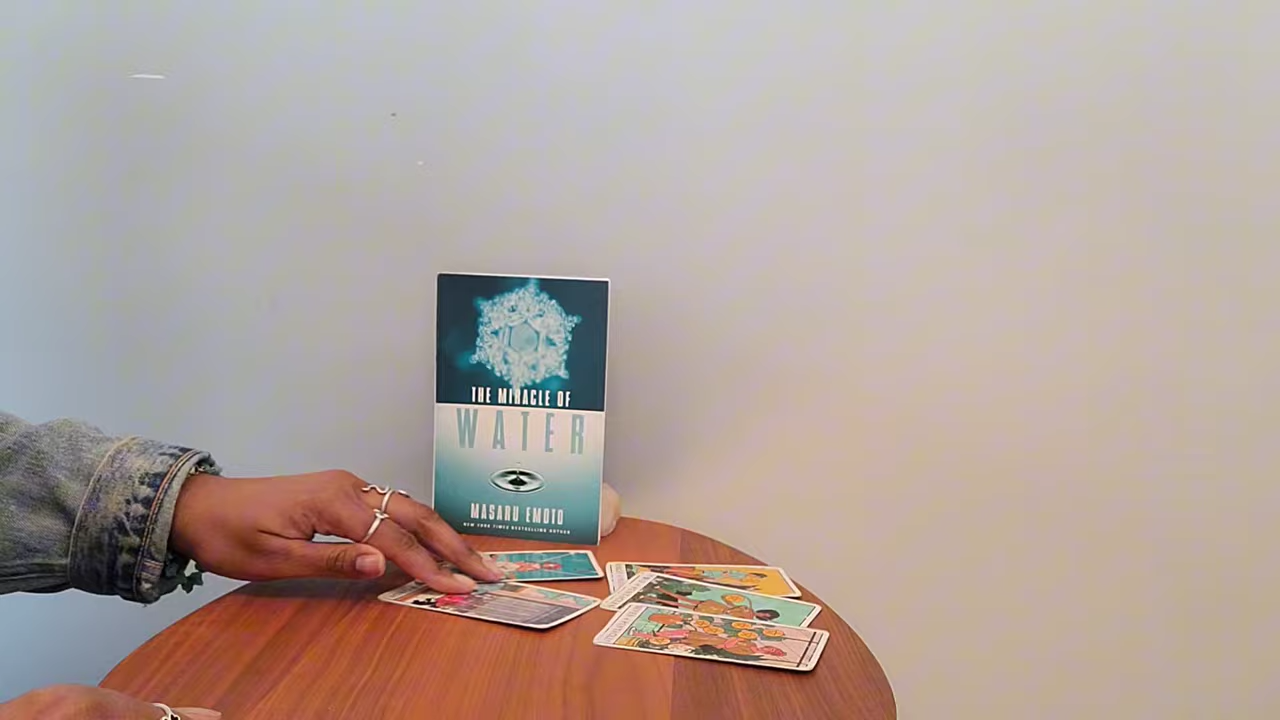 THE MIRACLE OF
WATER
MASARU EMOTO
NEW YORK TIMES BESTSELLING AUTHOR